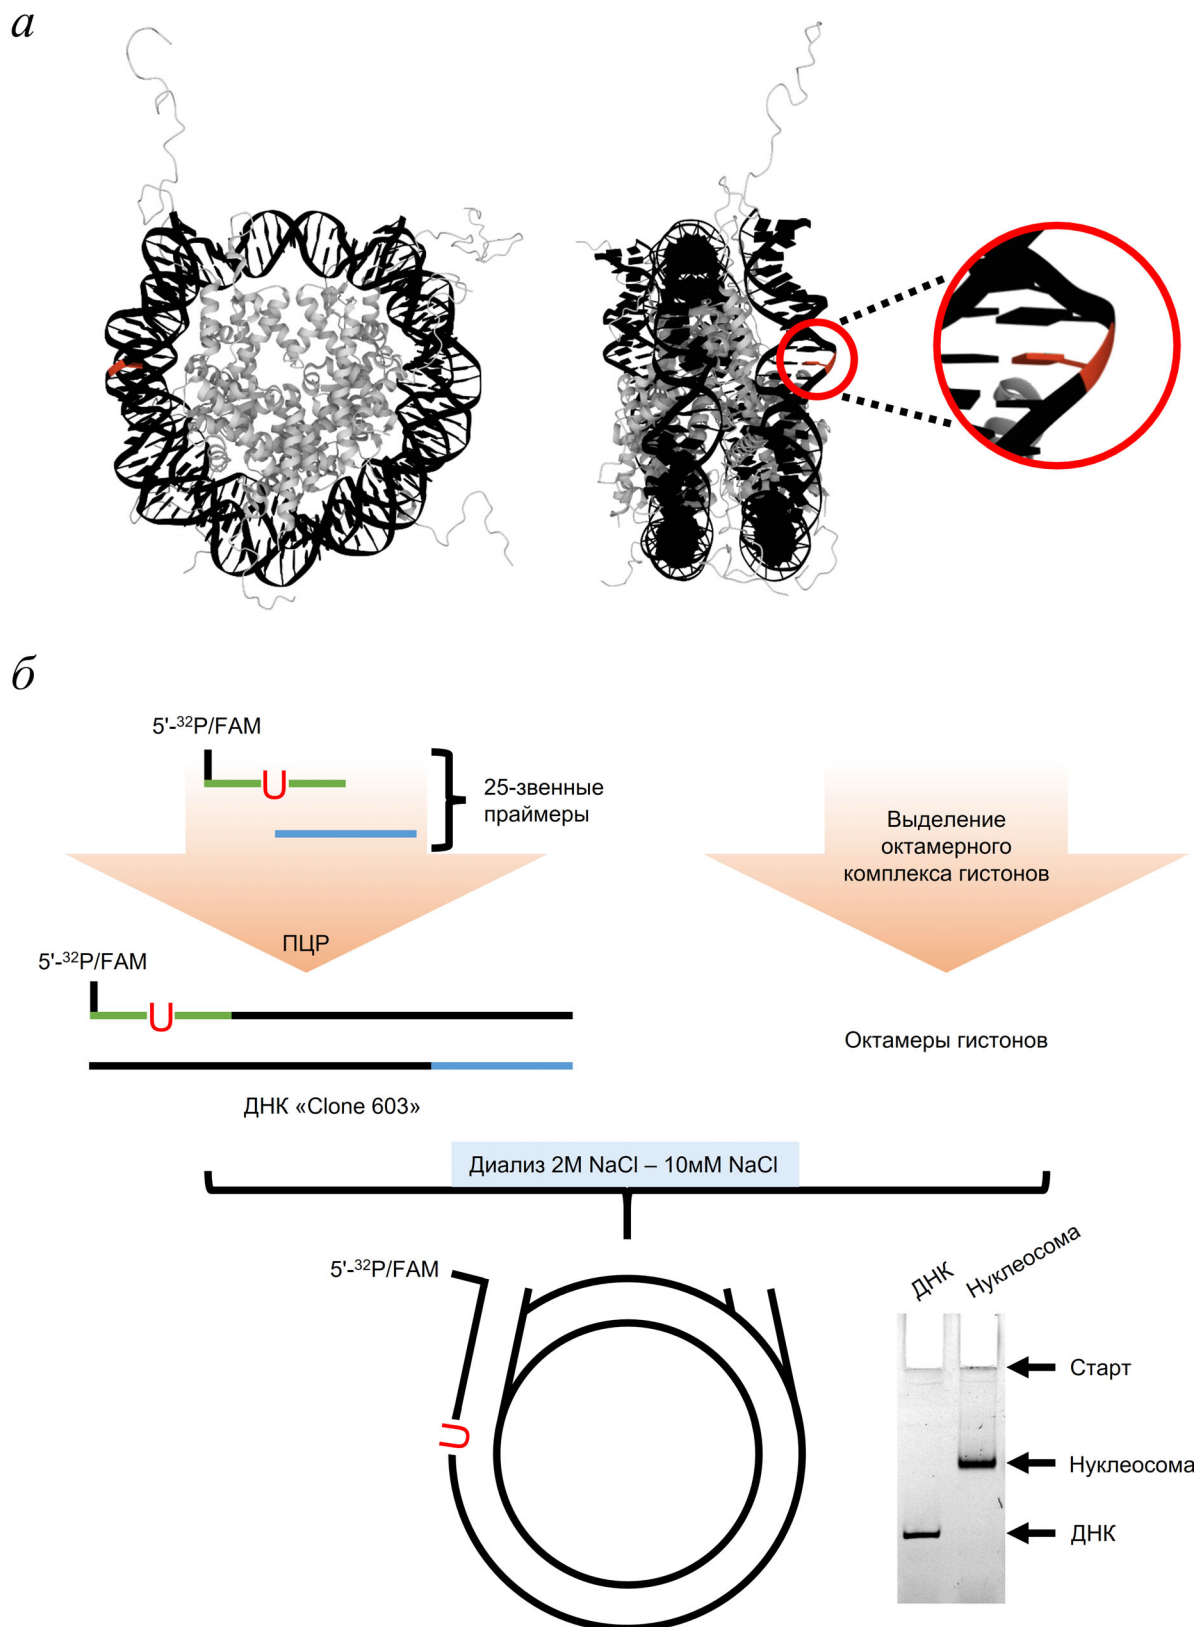 а
б
5'-³²P/FAM
U
25-звенные
праймеры
Выделение
октамерного
комплекса гистонов
ПЦР
5'-³²P/FAM
U
Октамеры гистонов
ДНК «Clone 603»
Диализ 2М NaCl – 10мМ NaCl
5'-³²P/FAM
U
ДНК
Нуклеосома
Старт
Нуклеосома
ДНК